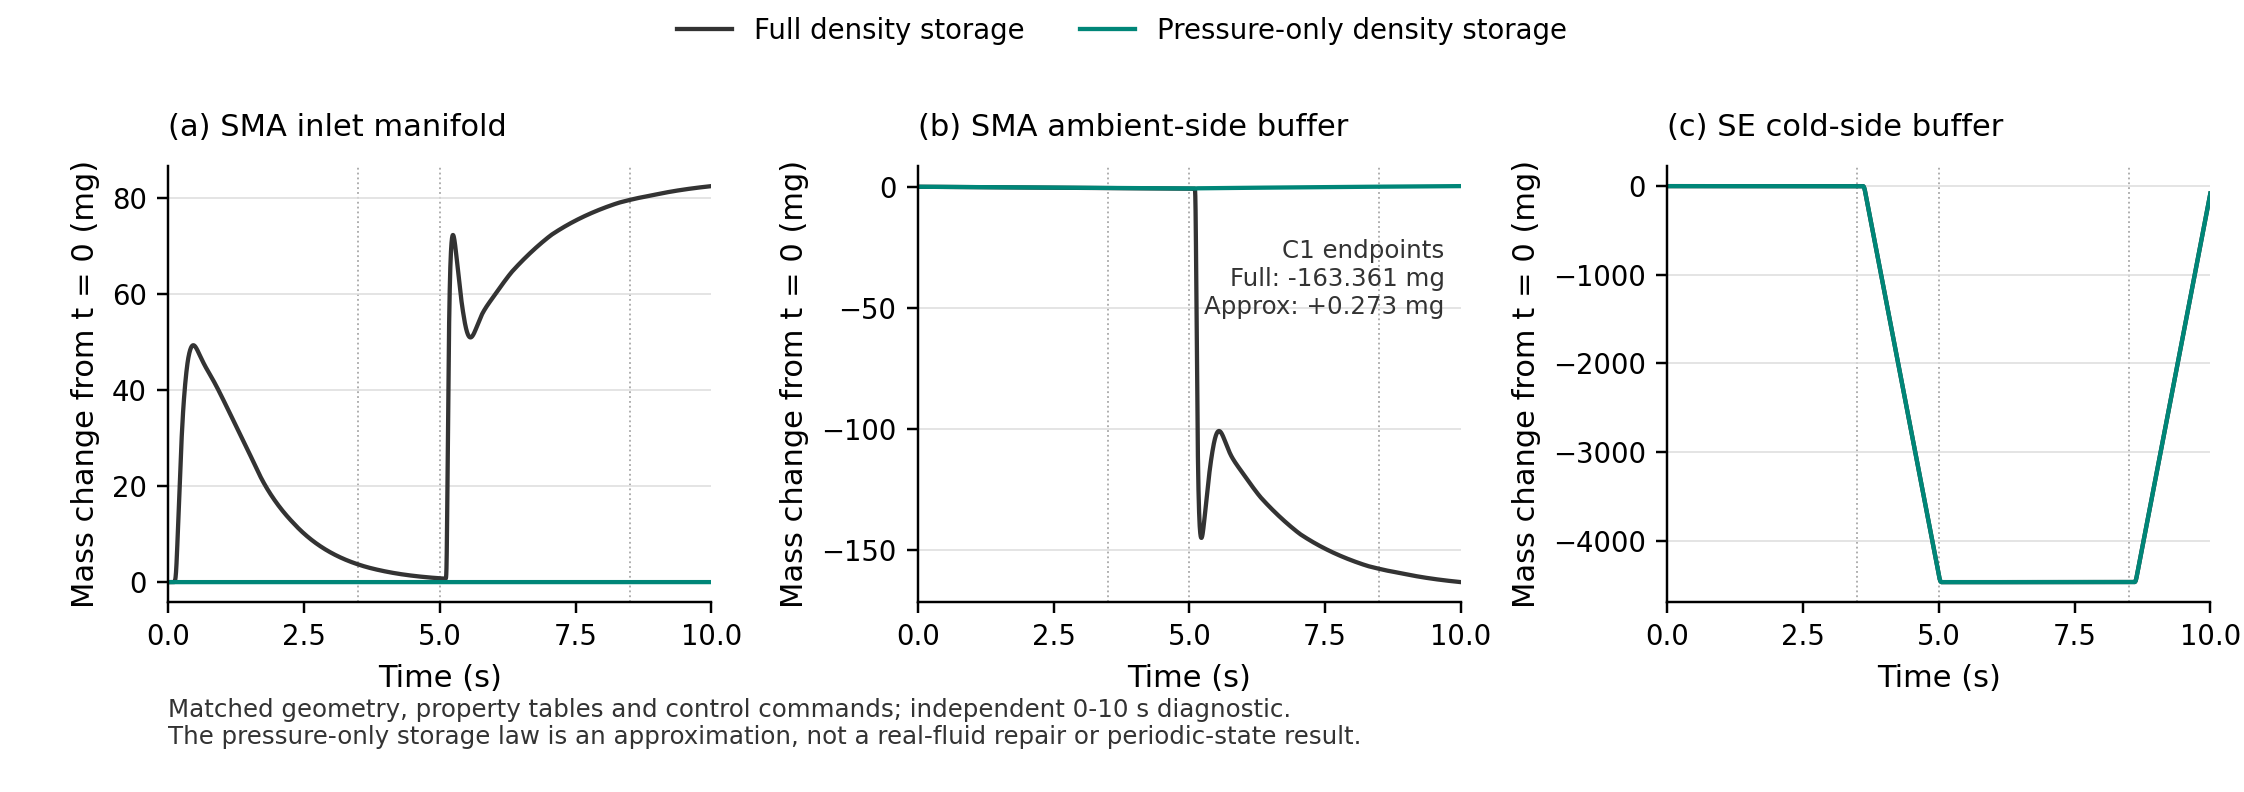 Full density storage
Pressure-only density storage
(a) SMA inlet manifold
Mass change from t = 0 (mg)
80
60
40
20
0
0.0 2.5 5.0 7.5 10.0
Time (s)
(b) SMA ambient-side buffer
Mass change from t = 0 (mg)
0
−50
−100
−150
C1 endpoints
Full: -163.361 mg
Approx: +0.273 mg
0.0 2.5 5.0 7.5 10.0
Time (s)
(c) SE cold-side buffer
Mass change from t = 0 (mg)
0
−1000
−2000
−3000
−4000
0.0 2.5 5.0 7.5 10.0
Time (s)
Matched geometry, property tables and control commands; independent 0-10 s diagnostic.
The pressure-only storage law is an approximation, not a real-fluid repair or periodic-state result.